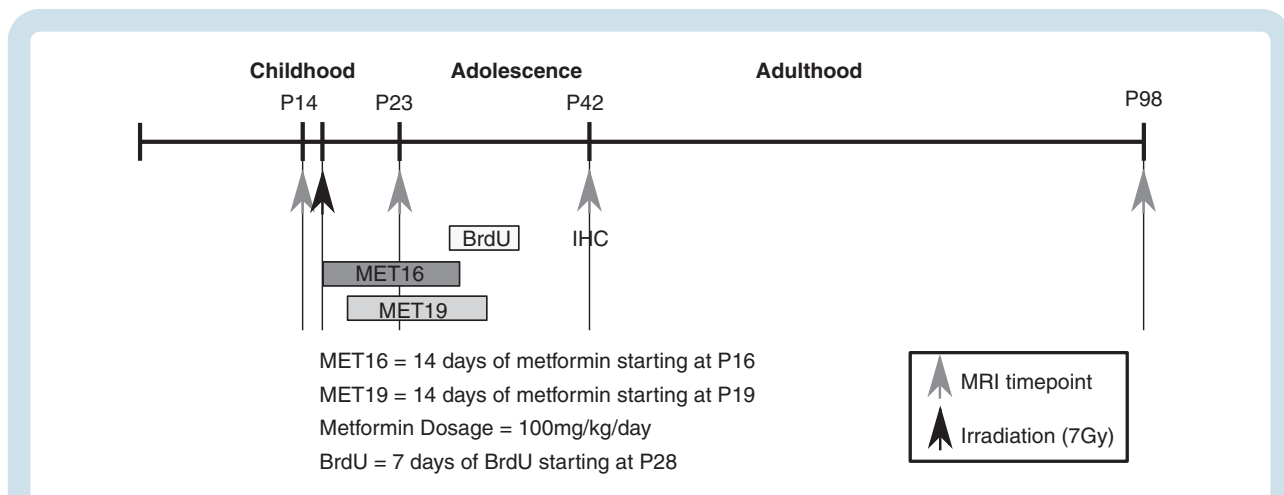 Childhood Adolescence Adulthood
P14 P23 P42 P98
BrdU IHC
MET16
MET19
MET16 = 14 days of metformin starting at P16
MET19 = 14 days of metformin starting at P19
Metformin Dosage = 100mg/kg/day
BrdU = 7 days of BrdU starting at P28
MRI timepoint
Irradiation (7Gy)